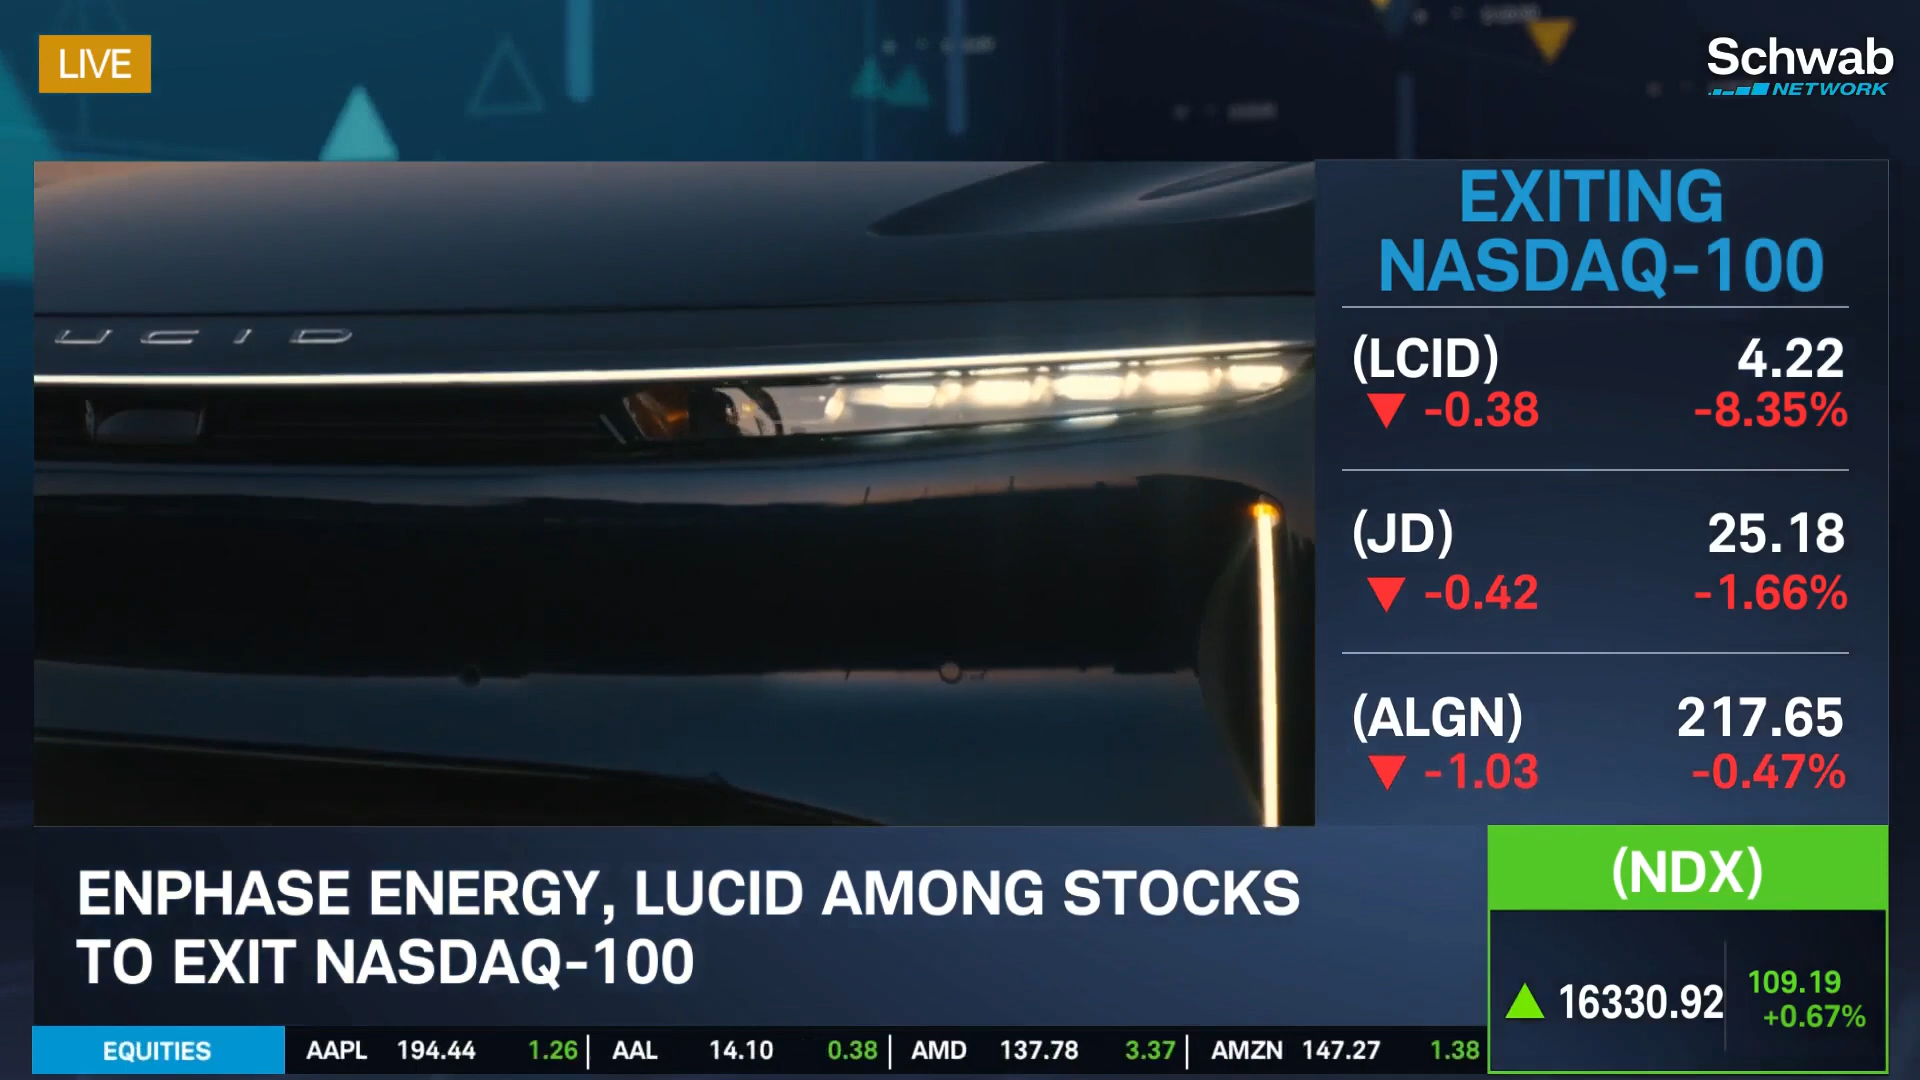 LIVE
Schwab
NETWORK
UCID
EXITING
NASDAQ-100
(LCID) 4.22
▼ -0.38 -8.35%
(JD) 25.18
▼ -0.42 -1.66%
(ALGN) 217.65
▼ -1.03 -0.47%
ENPHASE ENERGY, LUCID AMONG STOCKS
TO EXIT NASDAQ-100
(NDX)
▲ 16330.92 109.19
+0.67%
EQUITIES AAPL 194.44 1.26 AAL 14.10 0.38 AMD 137.78 3.37 AMZN 147.27 1.38